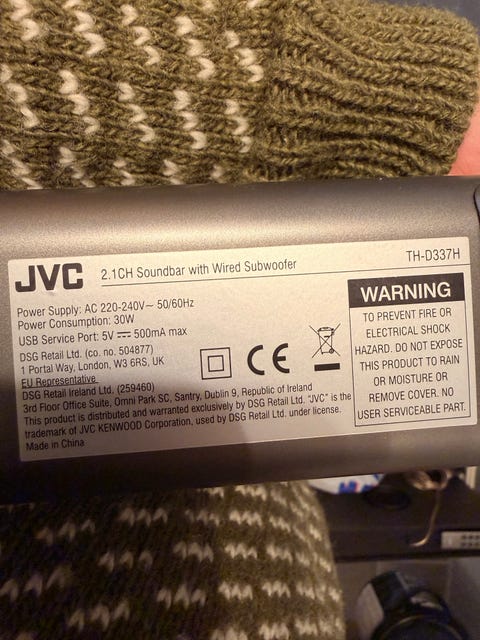 JVC 2.1CH Soundbar with Wired Subwoofer TH-D337H
Power Supply: AC 220-240V~ 50/60Hz
Power Consumption: 30W
USB Service Port: 5V ⎓ 500mA max
DSG Retail Ltd. (co. no. 504877)
1 Portal Way, London, W3 6RS, UK
EU Representative
DSG Retail Ireland Ltd. (259460)
3rd Floor Office Suite, Omni Park SC, Santry, Dublin 9, Republic of Ireland
This product is distributed and warranted exclusively by DSG Retail Ltd. "JVC" is the
trademark of JVC KENWOOD Corporation, used by DSG Retail Ltd. under license.
Made in China
CE
WARNING
TO PREVENT FIRE OR
ELECTRICAL SHOCK
HAZARD. DO NOT EXPOSE
THIS PRODUCT TO RAIN
OR MOISTURE OR
REMOVE COVER. NO
USER SERVICEABLE PART.